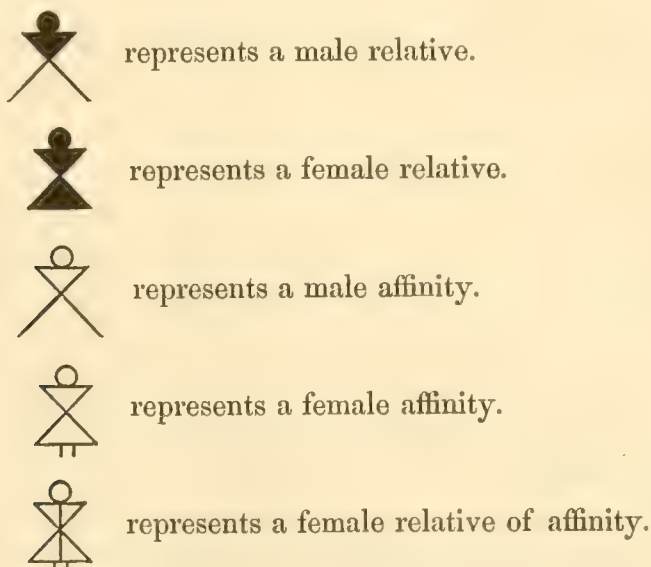 represents a male relative.
represents a female relative.
represents a male affinity.
represents a female affinity.
represents a female relative of affinity.